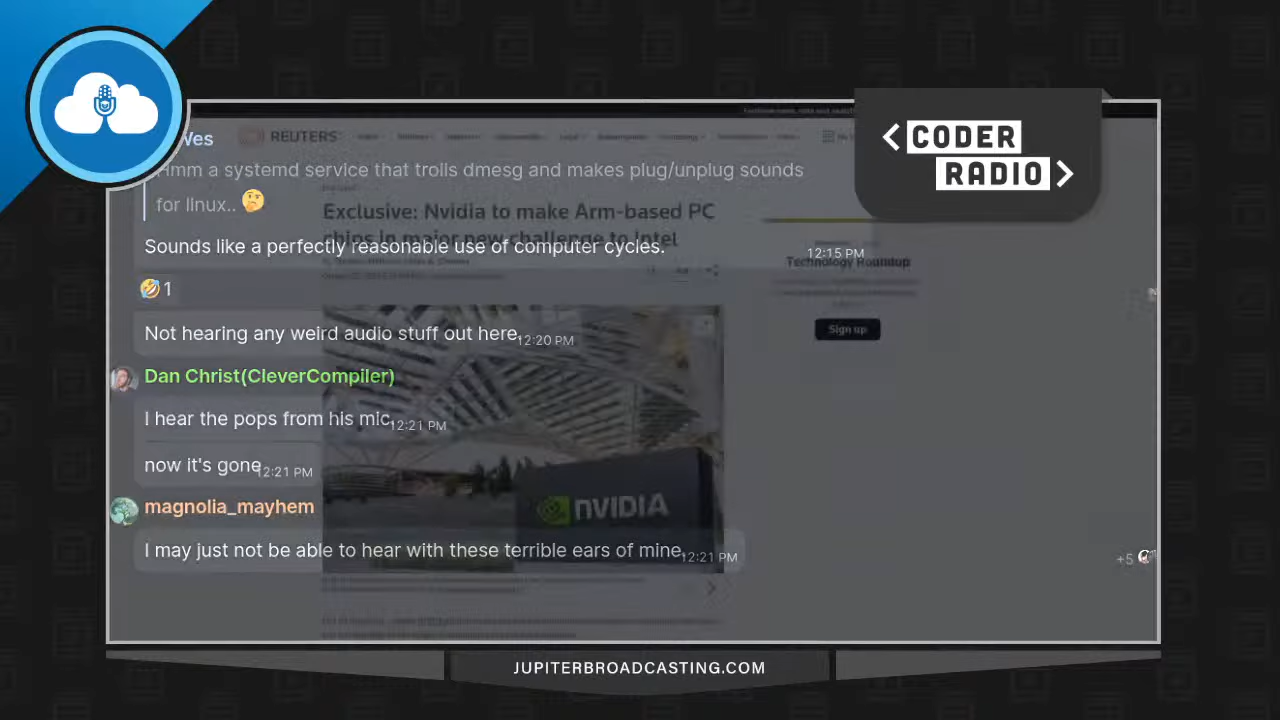 CODER
RADIO
Wes
REUTERS
Hmm a systemd service that trolls dmesg and makes plug/unplug sounds
for linux.. 🤔
Exclusive: Nvidia to make Arm-based PC
chips in major new challenge to Intel
Sounds like a perfectly reasonable use of computer cycles.
12:15 PM
Technology Roundup
🤣 1
Sign up
Not hearing any weird audio stuff out here.
12:20 PM
Dan Christ(CleverCompiler)
I hear the pops from his mic
12:21 PM
now it's gone
12:21 PM
NVIDIA
magnolia_mayhem
I may just not be able to hear with these terrible ears of mine.
12:21 PM
+5
JUPITERBROADCASTING.COM